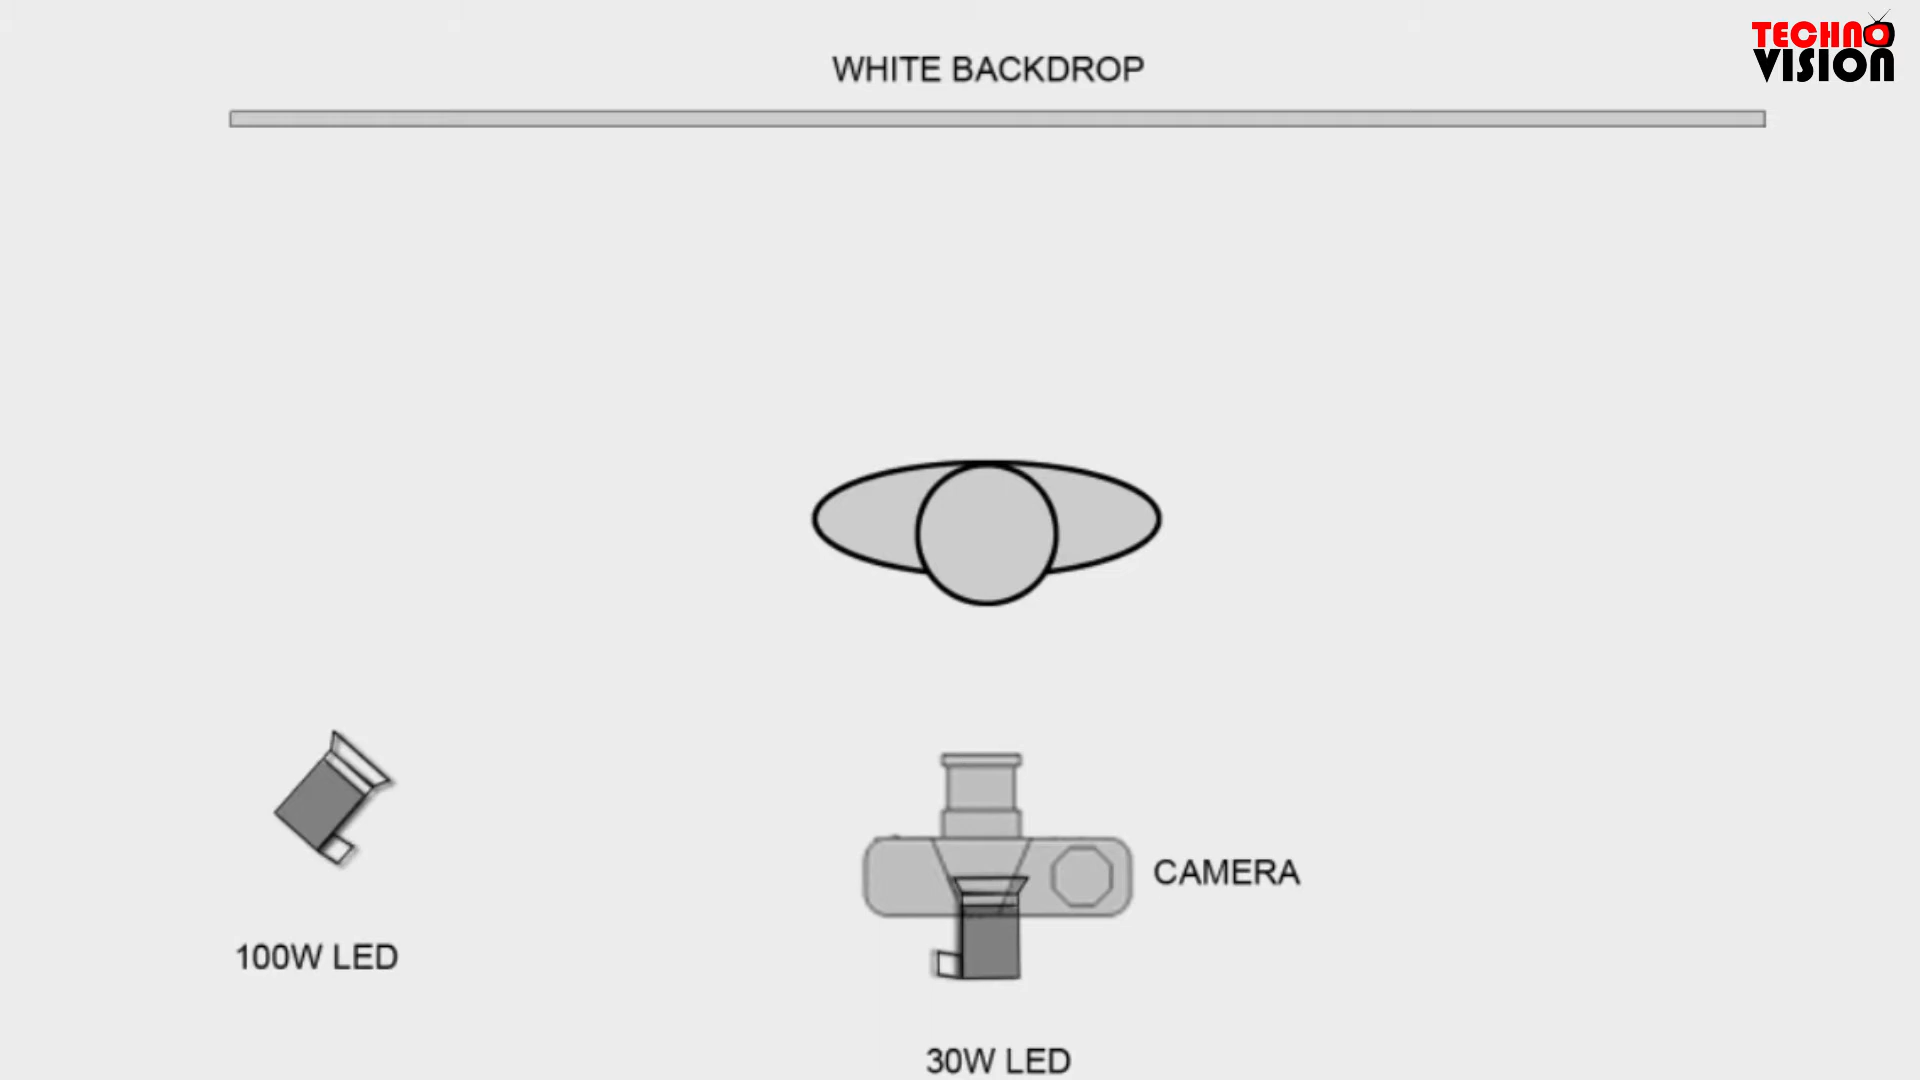 TECHNO
VISION
WHITE BACKDROP
CAMERA
100W LED
30W LED